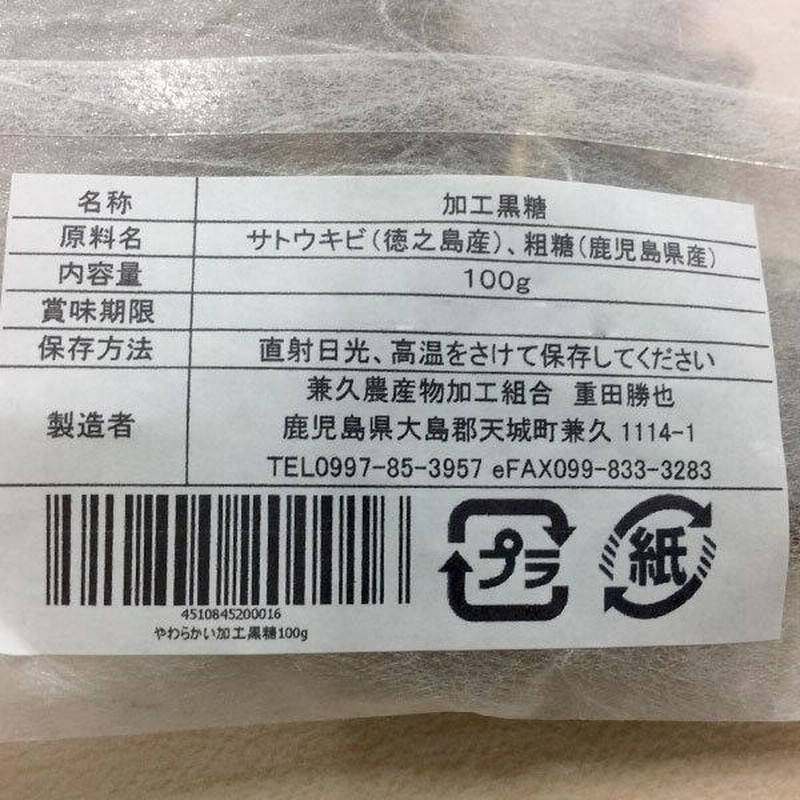 名称 加工黒糖
原料名 サトウキビ（徳之島産）、粗糖（鹿児島県産）
内容量 100g
賞味期限
保存方法 直射日光、高温をさけて保存してください
製造者 兼久農産物加工組合 重田勝也
鹿児島県大島郡天城町兼久 1114-1
TEL0997-85-3957 eFAX099-833-3283
プラ 紙
4510845200016
やわらかい加工黒糖100g